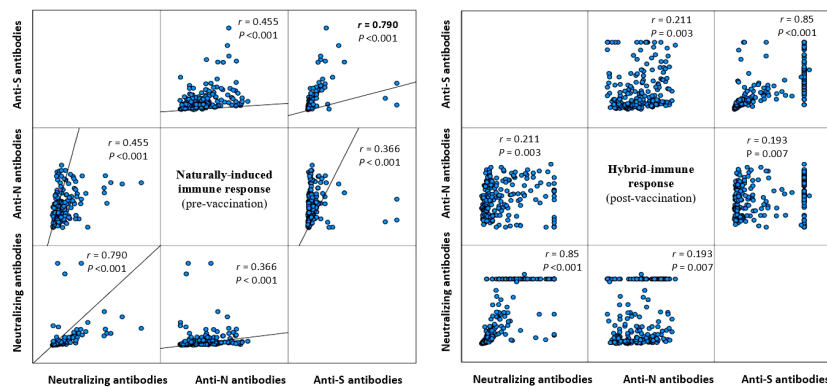 Anti-S antibodies
r = 0.455
P <0.001
r = 0.790
P <0.001
Anti-N antibodies
r = 0.455
P <0.001
Naturally-induced
immune response
(pre-vaccination)
r = 0.366
P <0.001
Neutralizing antibodies
r = 0.790
P <0.001
r = 0.366
P < 0.001
Neutralizing antibodies
Anti-N antibodies
Anti-S antibodies
Anti-S antibodies
r = 0.211
P = 0.003
r = 0.85
P <0.001
Anti-N antibodies
r = 0.211
P = 0.003
Hybrid-immune
response
(post-vaccination)
r = 0.193
P = 0.007
Neutralizing antibodies
r = 0.85
P <0.001
r = 0.193
P = 0.007
Neutralizing antibodies
Anti-N antibodies
Anti-S antibodies